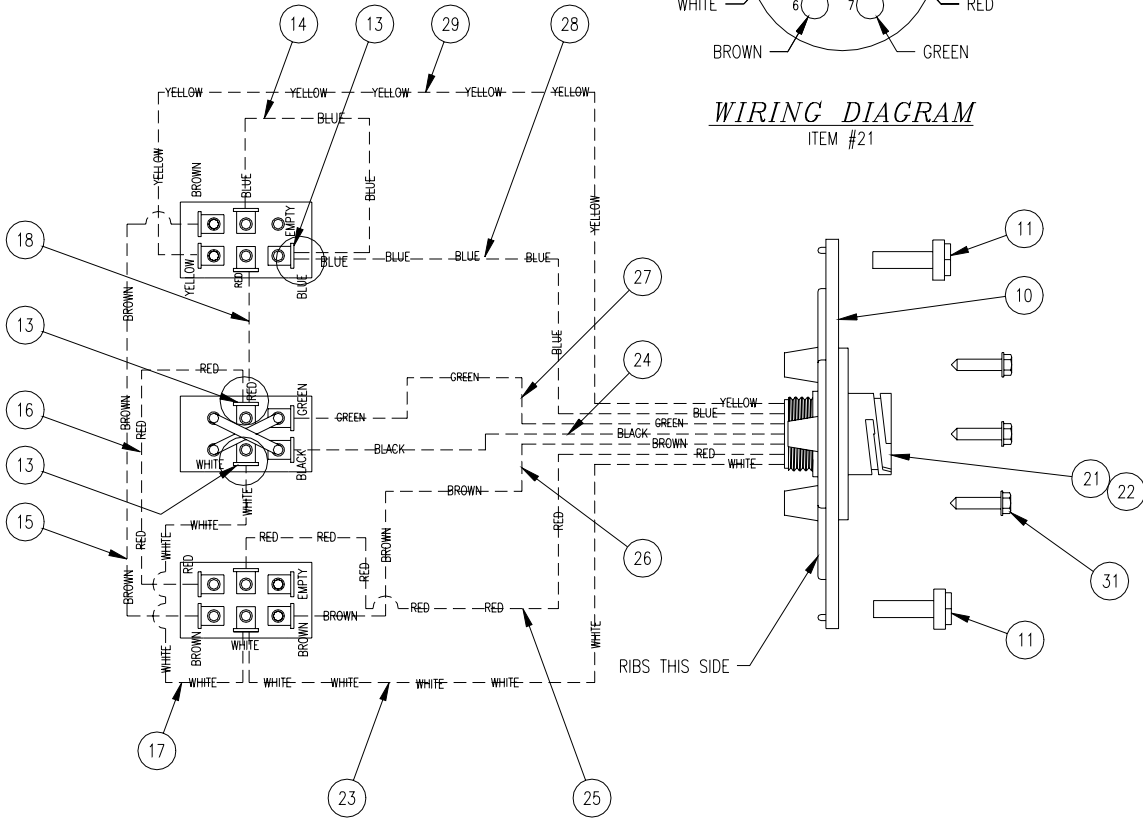 WHITE
6
7
RED
BROWN
GREEN
WIRING DIAGRAM
ITEM #21
14
29
13
28
YELLOW YELLOW YELLOW YELLOW YELLOW
BLUE
YELLOW
BROWN
BLUE
BLUE
EMPTY
YELLOW
18
BLUE BLUE BLUE BLUE
YELLOW
RED
BLUE
BROWN
27
11
10
13
24
BLUE
RED
GREEN
RED
GREEN
YELLOW
BLUE
16
BROWN
RED
GREEN
GREEN
BLACK
BLACK
BROWN
RED
WHITE
WHITE
BLACK
13
21
22
WHITE
BROWN
15
WHITE
RED
RED
BROWN
26
31
RED RED
RED
RED
EMPTY
BROWN
RED RED
BROWN
BROWN
WHITE
BROWN
WHITE
WHITE
11
RIBS THIS SIDE
WHITE WHITE WHITE WHITE WHITE
17
23
25